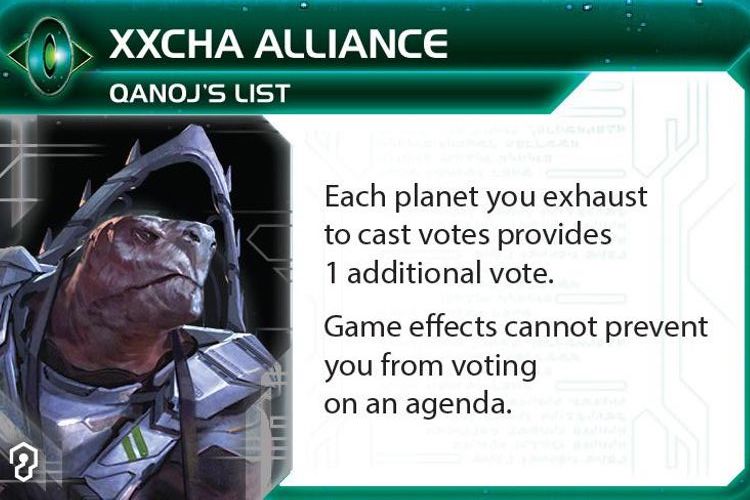 XXCHA ALLIANCE
QANOJ'S LIST
Each planet you exhaust
to cast votes provides
1 additional vote.
Game effects cannot prevent
you from voting
on an agenda.